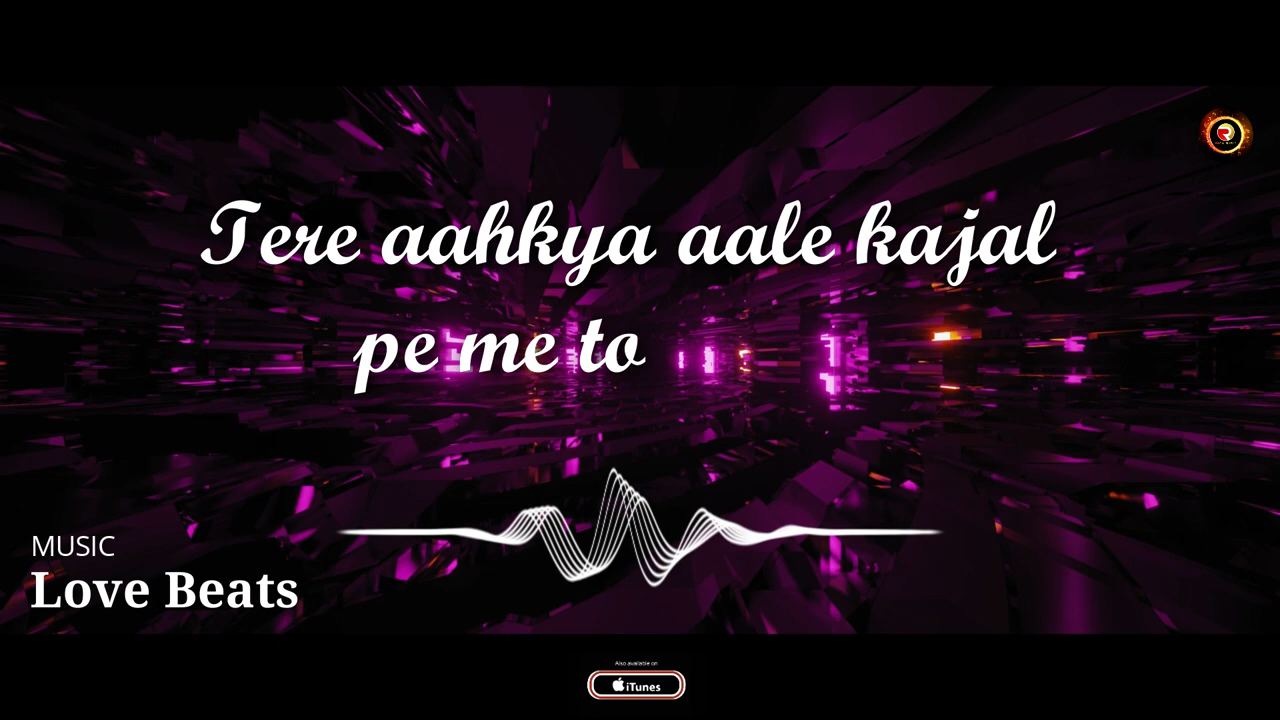 Tere aahkya aale kajal
pe me to
MUSIC
Love Beats
Also available on
iTunes